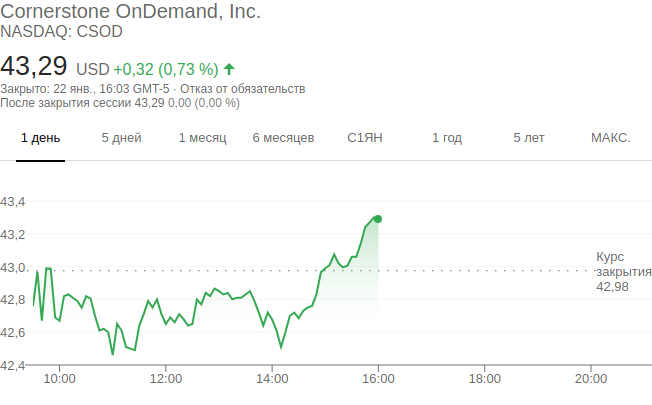 Cornerstone OnDemand, Inc.
NASDAQ: CSOD
43,29 USD +0,32 (0,73 %)
Закрыто: 22 янв., 16:03 GMT-5 · Отказ от обязательств
После закрытия сессии 43,29 0,00 (0,00 %)
1 день 5 дней 1 месяц 6 месяцев С1ЯН 1 год 5 лет МАКС.
43,4
43,2
Курс
43,0 закрытия
42,98
42,8
42,6
42,4
10:00 12:00 14:00 16:00 18:00 20:00